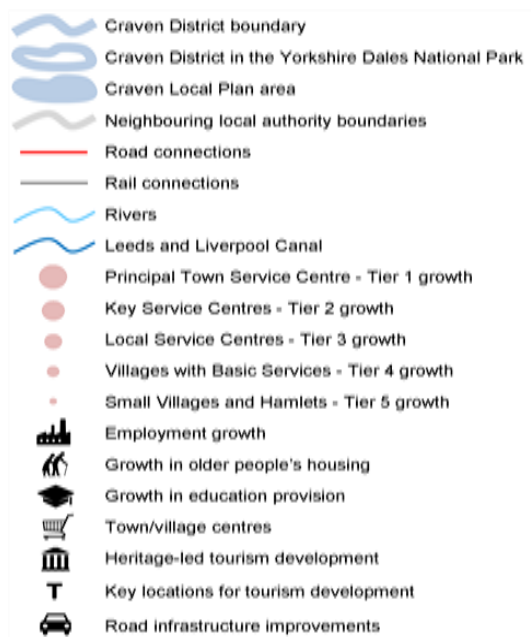 Craven District boundary
Craven District in the Yorkshire Dales National Park
Craven Local Plan area
Neighbouring local authority boundaries
Road connections
Rail connections
Rivers
Leeds and Liverpool Canal
Principal Town Service Centre - Tier 1 growth
Key Service Centres - Tier 2 growth
Local Service Centres - Tier 3 growth
Villages with Basic Services - Tier 4 growth
Small Villages and Hamlets - Tier 5 growth
Employment growth
Growth in older people's housing
Growth in education provision
Town/village centres
Heritage-led tourism development
T Key locations for tourism development
Road infrastructure improvements